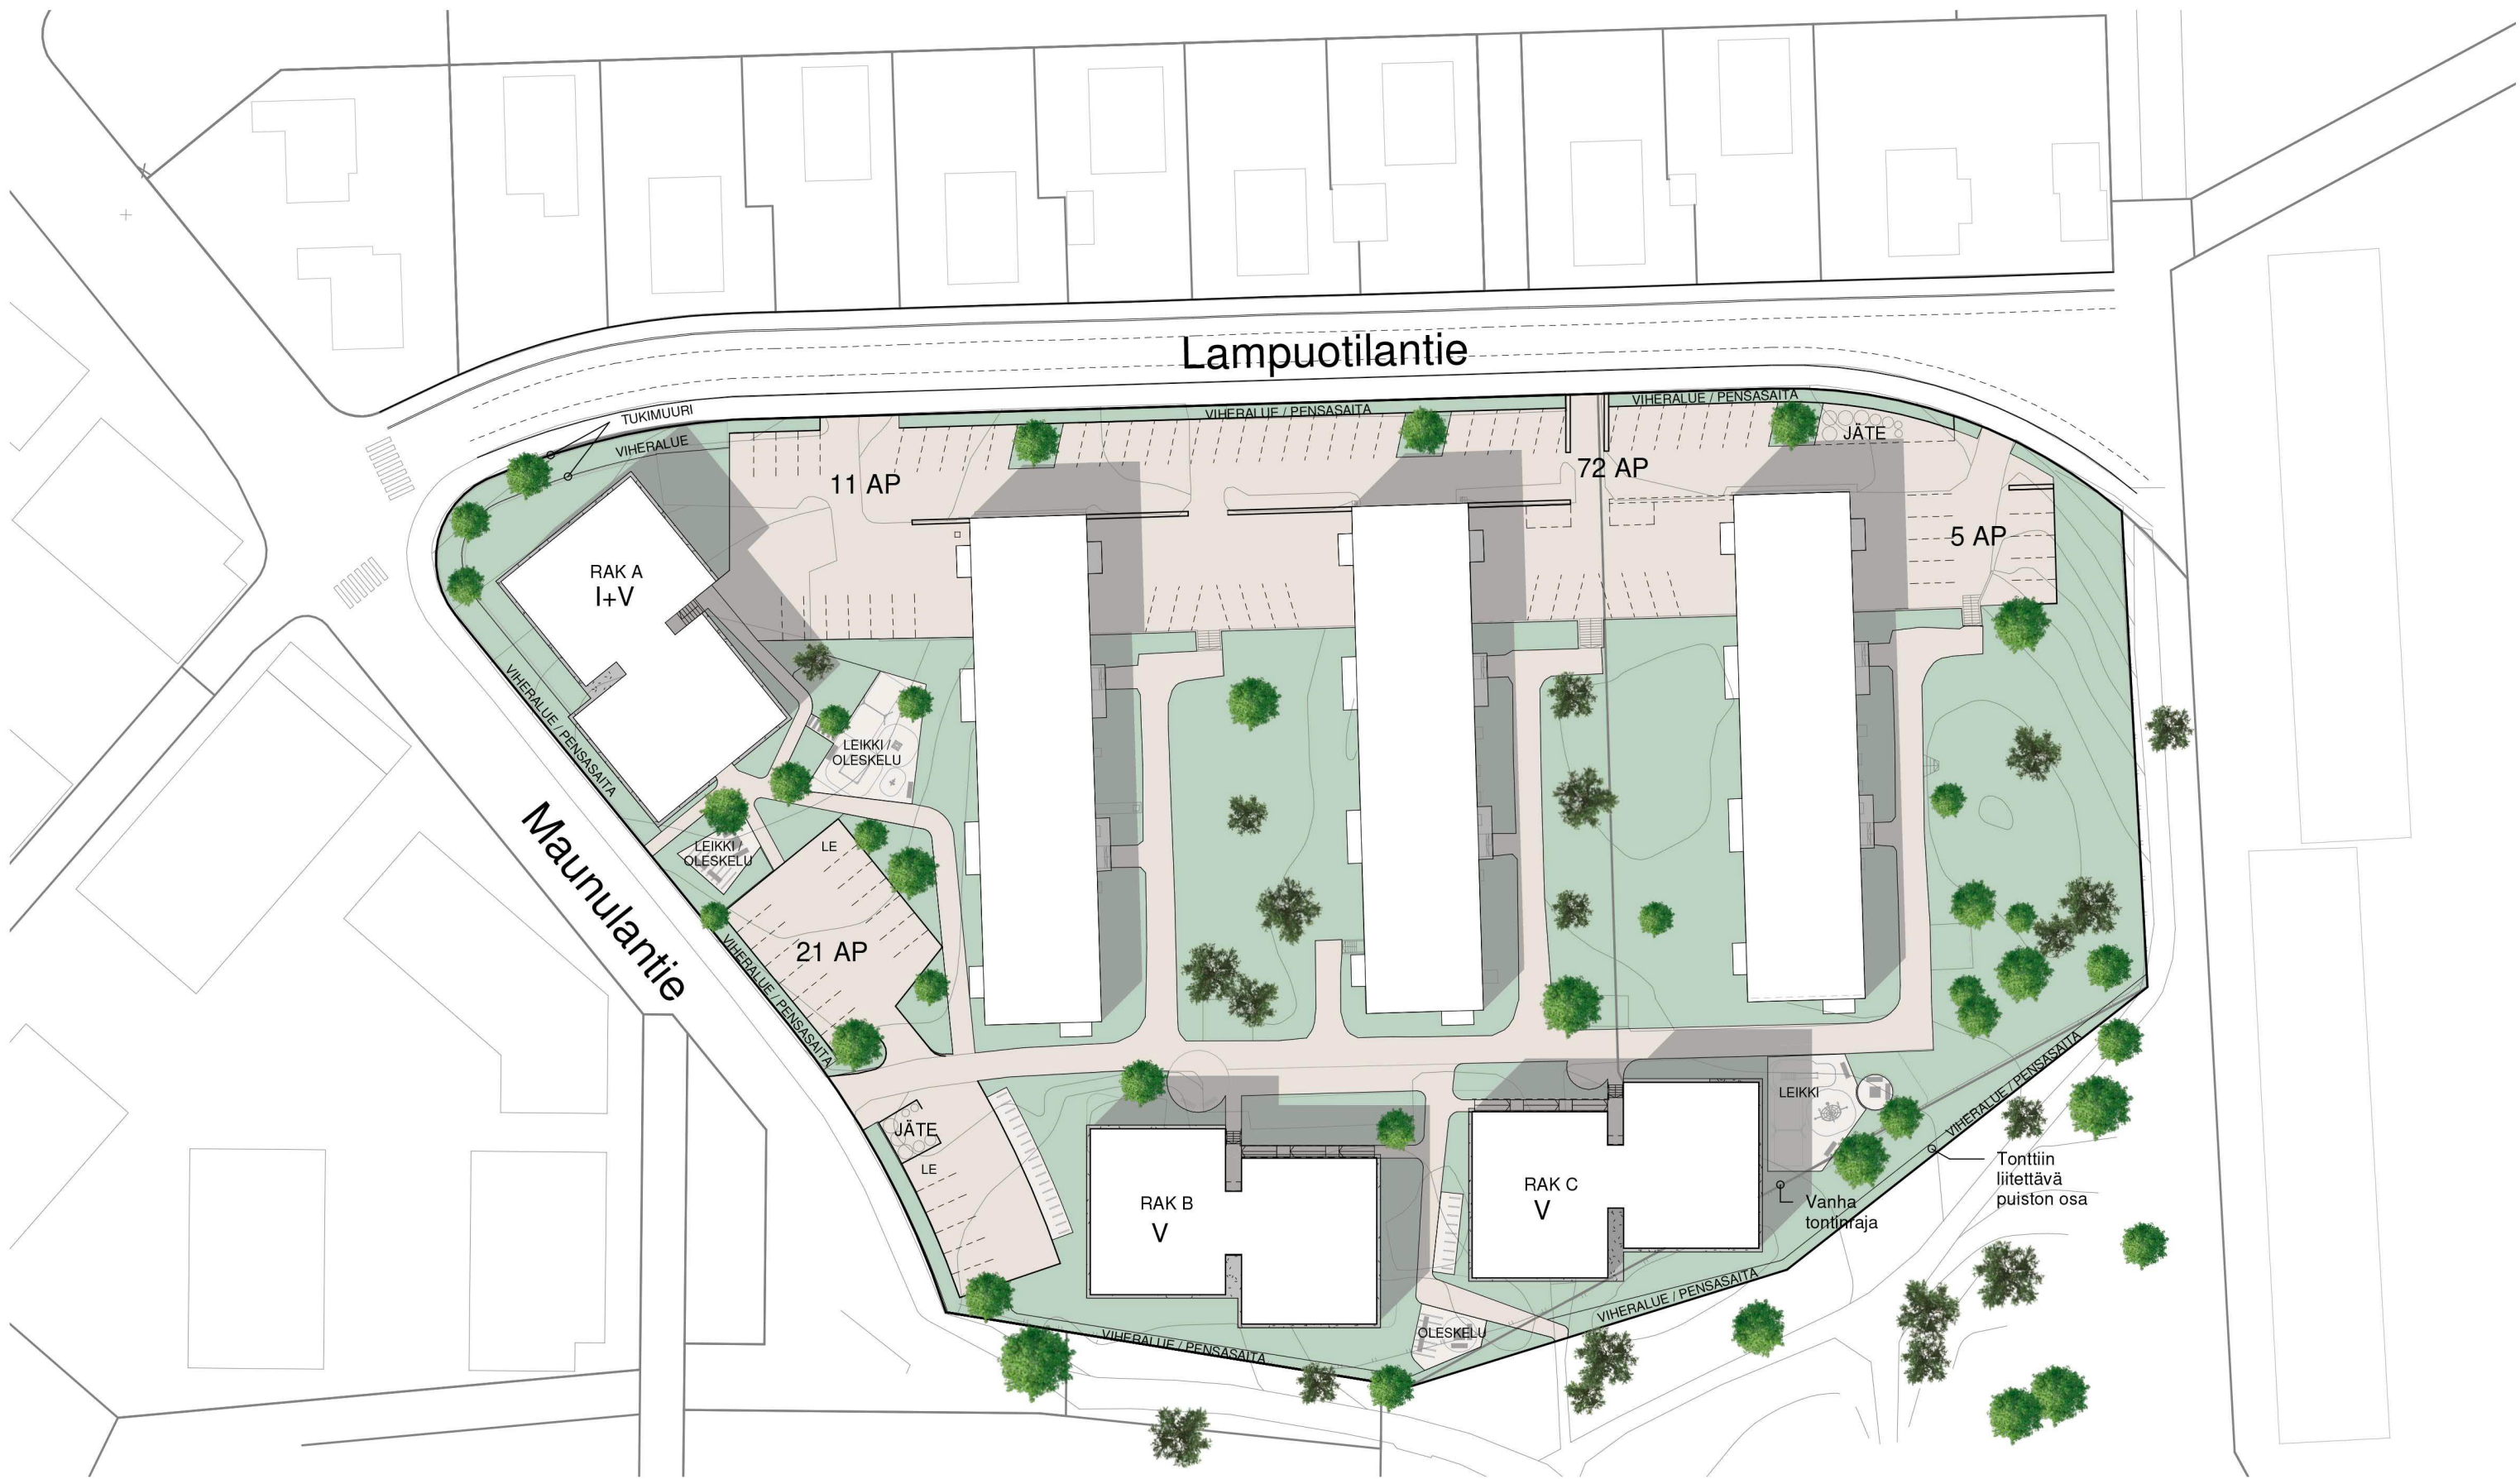 Lampuotilantie
TUKIMUURI
VIHERALUE
VIHERALUE / PENSASAITA
VIHERALUE / PENSASAITA
JÄTE
11 AP
72 AP
5 AP
RAK A
I+V
VIHERALUE / PENSASAITA
LEIKKI /
OLESKELU
LEIKKI /
OLESKELU
LE
Maunulantie
21 AP
VIHERALUE / PENSASAITA
JÄTE
LE
RAK B
V
RAK C
V
LEIKKI
VIHERALUE / PENSASAITA
Tonttiin
liitettävä
puiston osa
Vanha
tontinraja
VIHERALUE / PENSASAITA
OLESKELU
VIHERALUE / PENSASAITA